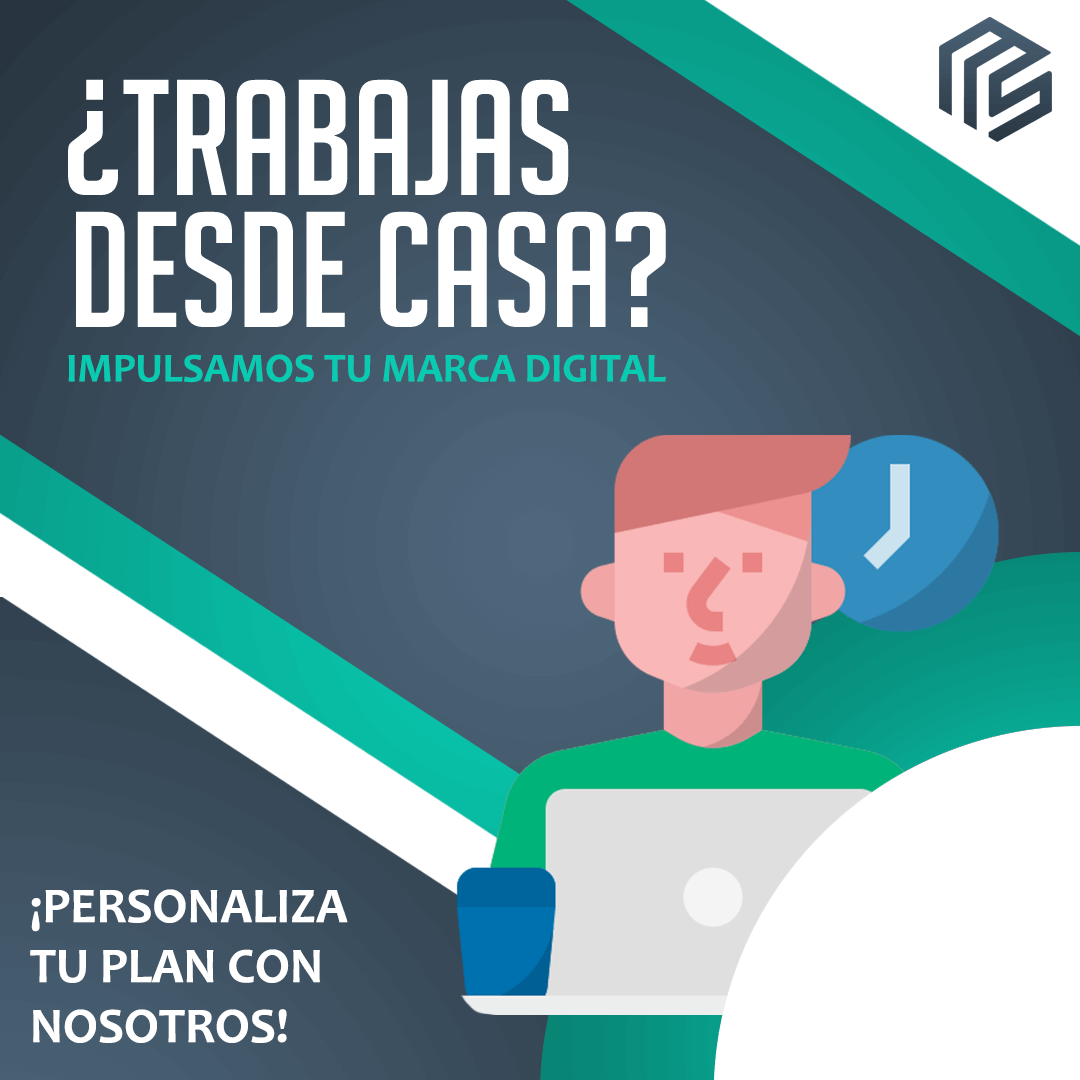 ¿TRABAJAS
DESDE CASA?
IMPULSAMOS TU MARCA DIGITAL
¡PERSONALIZA
TU PLAN CON
NOSOTROS!